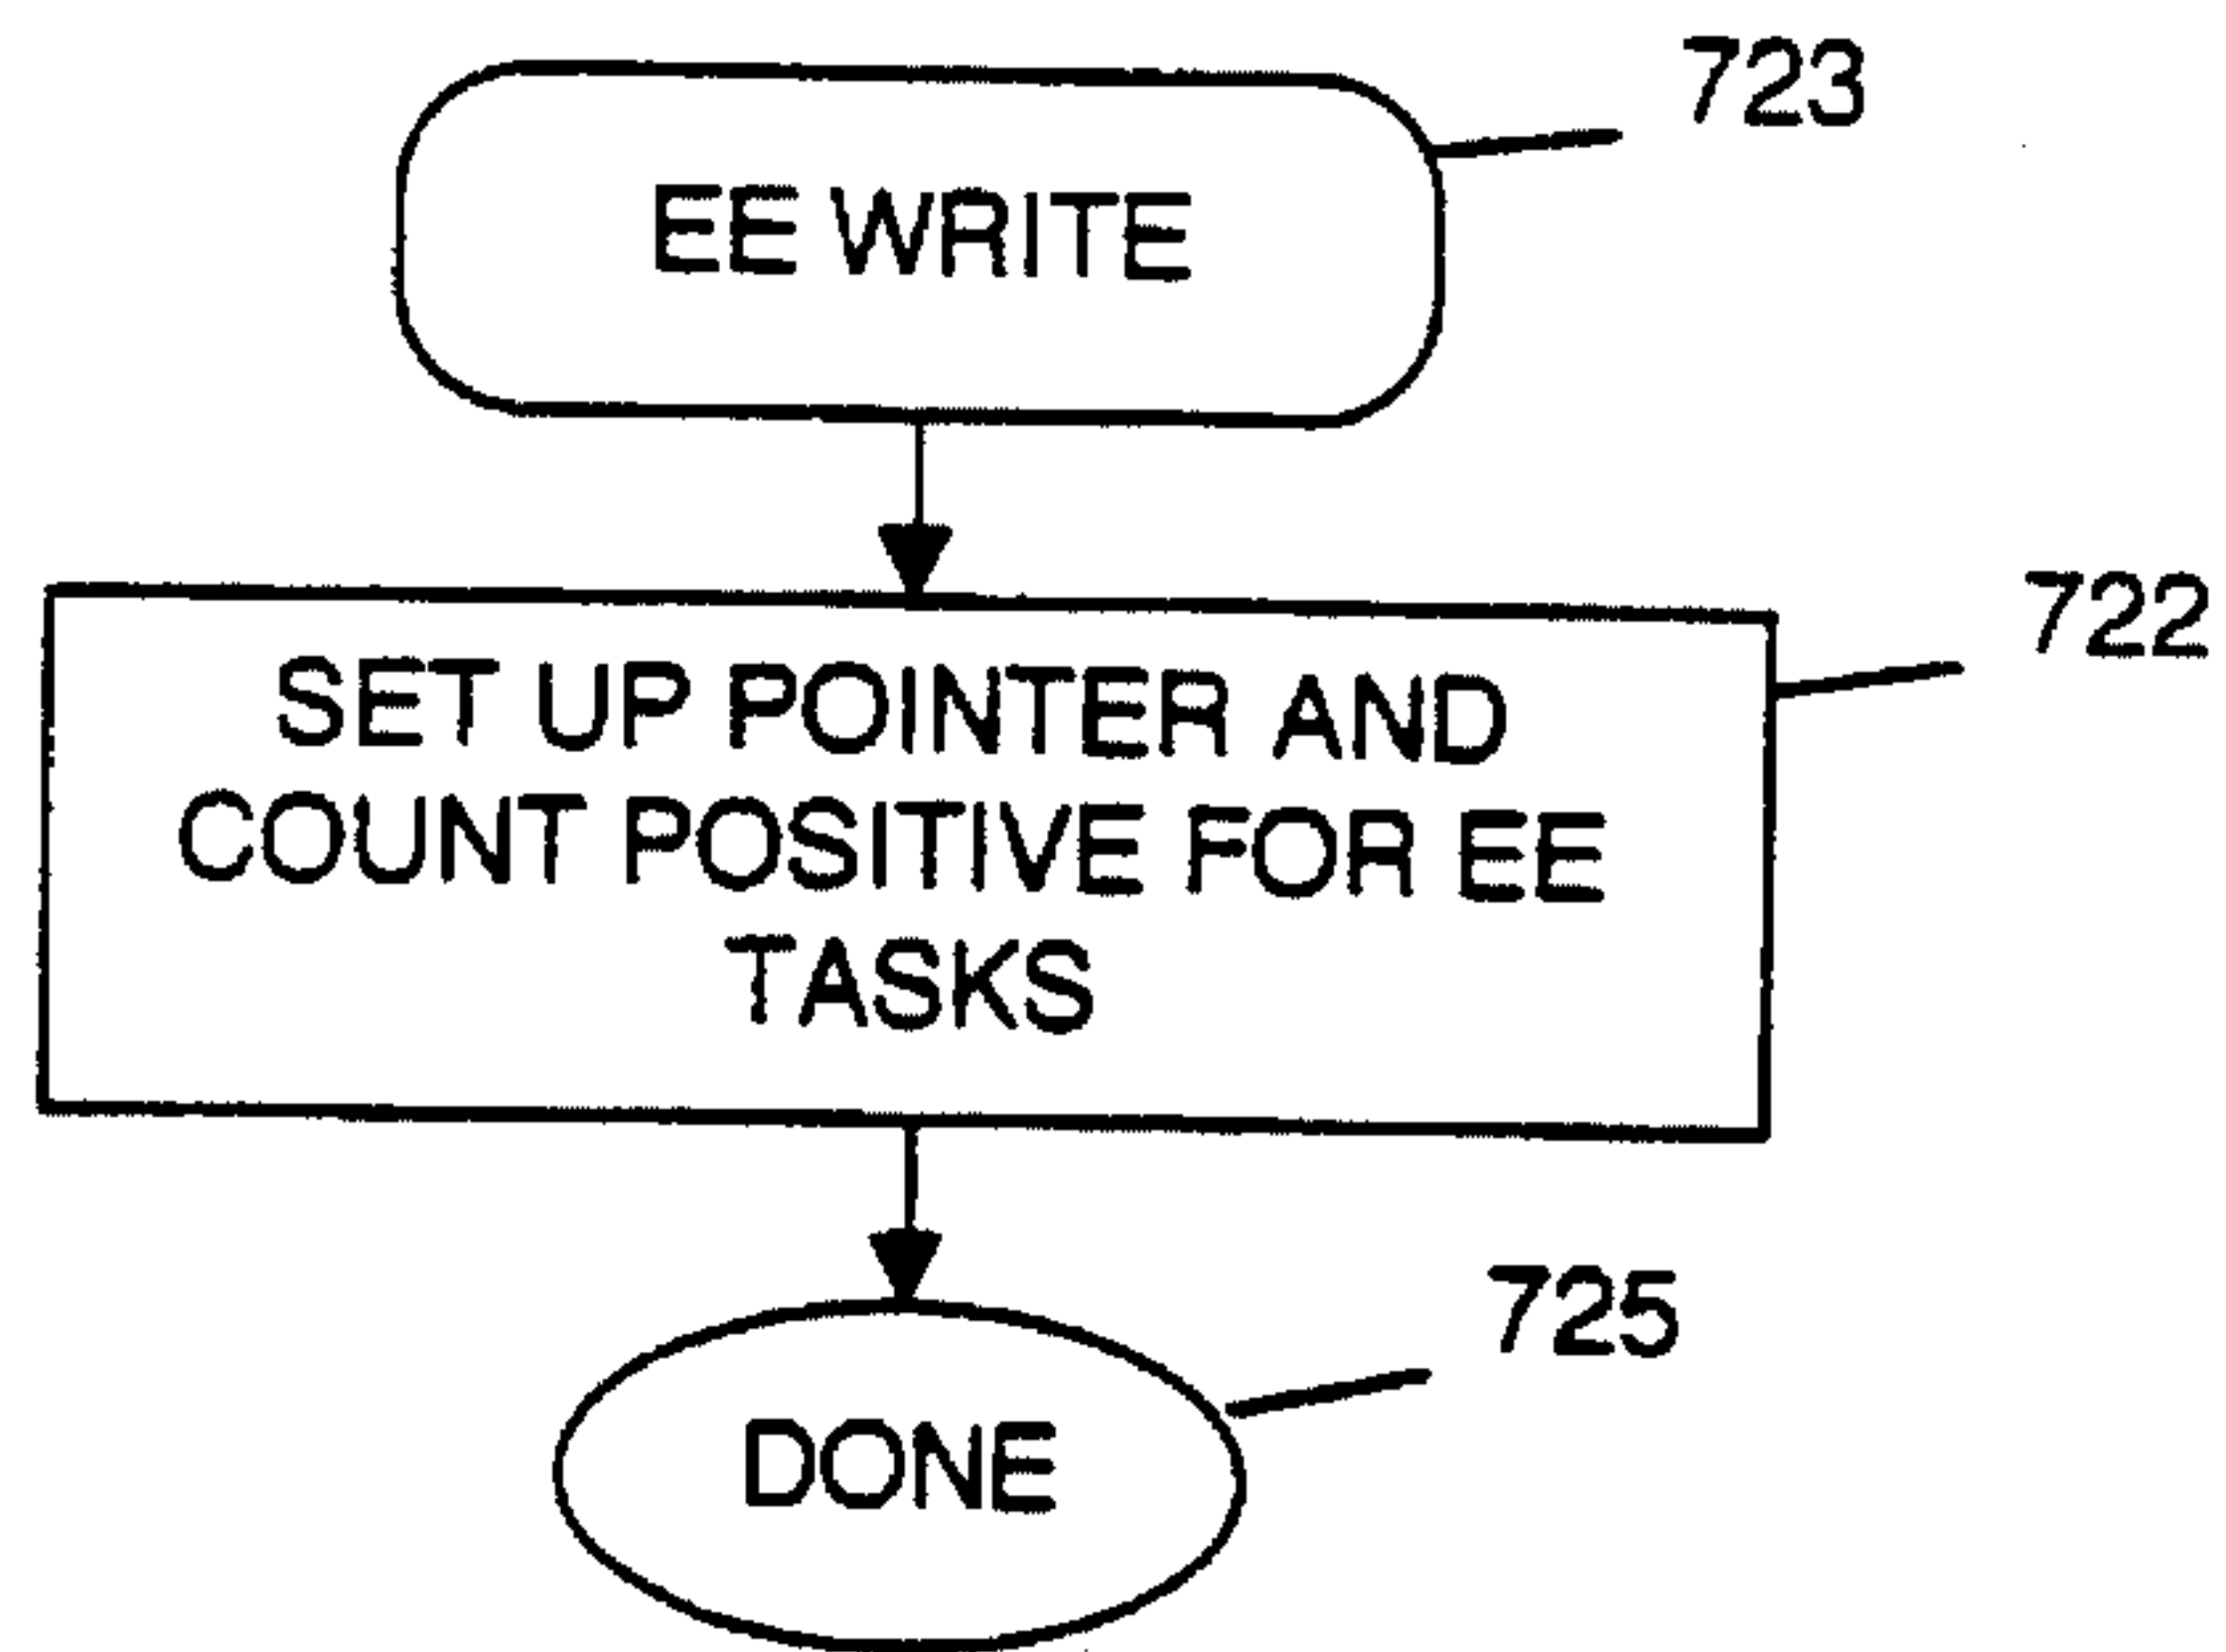 723
EE WRITE
722
SET UP POINTER AND
COUNT POSITIVE FOR EE
TASKS
725
DONE